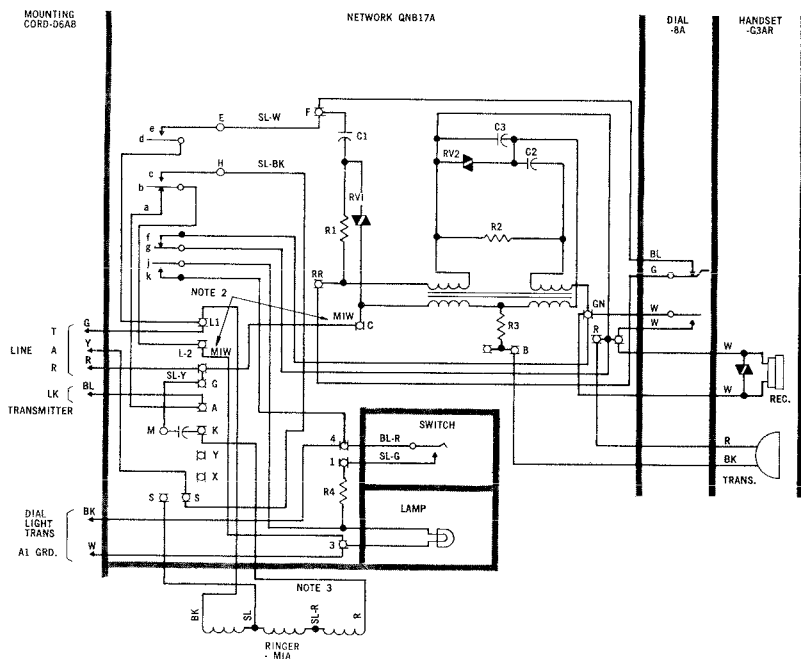 MOUNTING
CORD-D6AB
NETWORK QNB17A
DIAL
-8A
HANDSET
-G3AR
e
E
SL-W
F
d
C1
C3
RV2
C2
c
H
SL-BK
b
RV1
a
R1
R2
f
g
j
k
BL
G
RR
NOTE 2
W
GN
W
MIW
C
R3
R
B
T
G
L1
LINE
A
Y
L-2
MIW
R
R
SL-Y
G
W
W
REC.
LK
BL
TRANSMITTER
A
M
K
Y
X
S
S
4
BL-R
SWITCH
1
SL-G
R4
R
BK
TRANS.
DIAL
LIGHT
TRANS
BK
LAMP
A1 GRD.
W
3
NOTE 3
BK
SL
SL-R
R
RINGER
- M1A